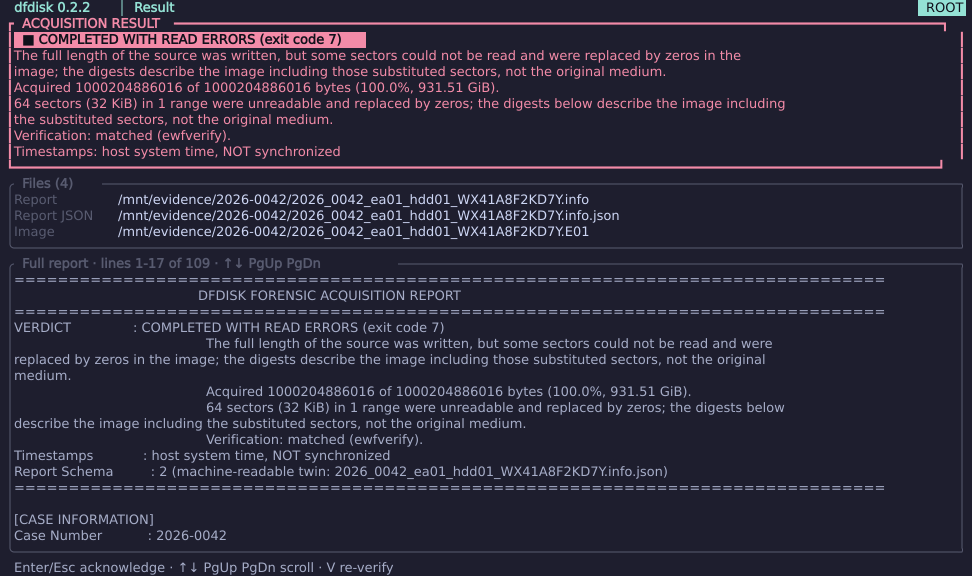 dfdisk 0.2.2 │ Result ROOT
ACQUISITION RESULT
■ COMPLETED WITH READ ERRORS (exit code 7)
The full length of the source was written, but some sectors could not be read and were replaced by zeros in the
image; the digests describe the image including those substituted sectors, not the original medium.
Acquired 1000204886016 of 1000204886016 bytes (100.0%, 931.51 GiB).
64 sectors (32 KiB) in 1 range were unreadable and replaced by zeros; the digests below describe the image including
the substituted sectors, not the original medium.
Verification: matched (ewfverify).
Timestamps: host system time, NOT synchronized
Files (4)
Report /mnt/evidence/2026-0042/2026_0042_ea01_hdd01_WX41A8F2KD7Y.info
Report JSON /mnt/evidence/2026-0042/2026_0042_ea01_hdd01_WX41A8F2KD7Y.info.json
Image /mnt/evidence/2026-0042/2026_0042_ea01_hdd01_WX41A8F2KD7Y.E01
Full report · lines 1-17 of 109 · ↑↓ PgUp PgDn
================================================================================
DFDISK FORENSIC ACQUISITION REPORT
================================================================================
VERDICT : COMPLETED WITH READ ERRORS (exit code 7)
The full length of the source was written, but some sectors could not be read and were
replaced by zeros in the image; the digests describe the image including those substituted sectors, not the original
medium.
Acquired 1000204886016 of 1000204886016 bytes (100.0%, 931.51 GiB).
64 sectors (32 KiB) in 1 range were unreadable and replaced by zeros; the digests below
describe the image including the substituted sectors, not the original medium.
Verification: matched (ewfverify).
Timestamps : host system time, NOT synchronized
Report Schema : 2 (machine-readable twin: 2026_0042_ea01_hdd01_WX41A8F2KD7Y.info.json)
================================================================================
[CASE INFORMATION]
Case Number : 2026-0042
Enter/Esc acknowledge · ↑↓ PgUp PgDn scroll · V re-verify